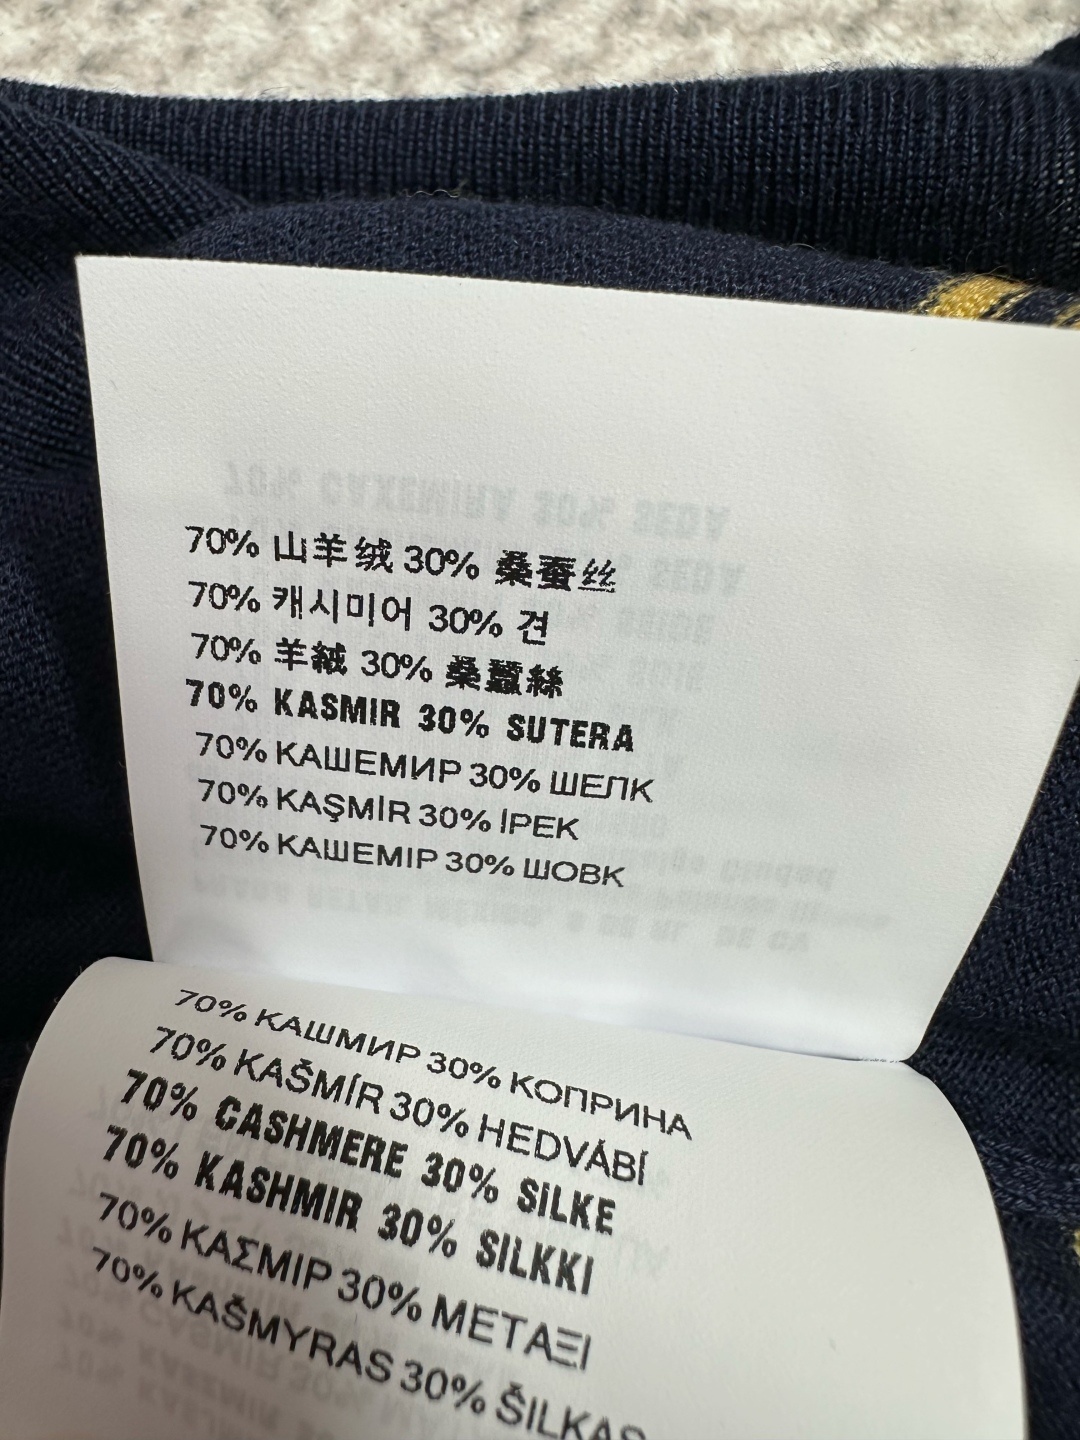 70% 山羊绒 30% 桑蚕丝
70% 캐시미어 30% 견
70% 羊絨 30% 桑蠶絲
70% KASMIR 30% SUTERA
70% КАШЕМИР 30% ШЕЛК
70% KAŞMİR 30% İPEK
70% КАШЕМІР 30% ШОВК
70% КАШМИР 30% КОПРИНА
70% KAŠMÍR 30% HEDVÁBÍ
70% CASHMERE 30% SILKE
70% KASHMIR 30% SILKKI
70% ΚΑΣΜΙΡ 30% ΜΕΤΑΞΙ
70% KAŠMYRAS 30% ŠILKAS